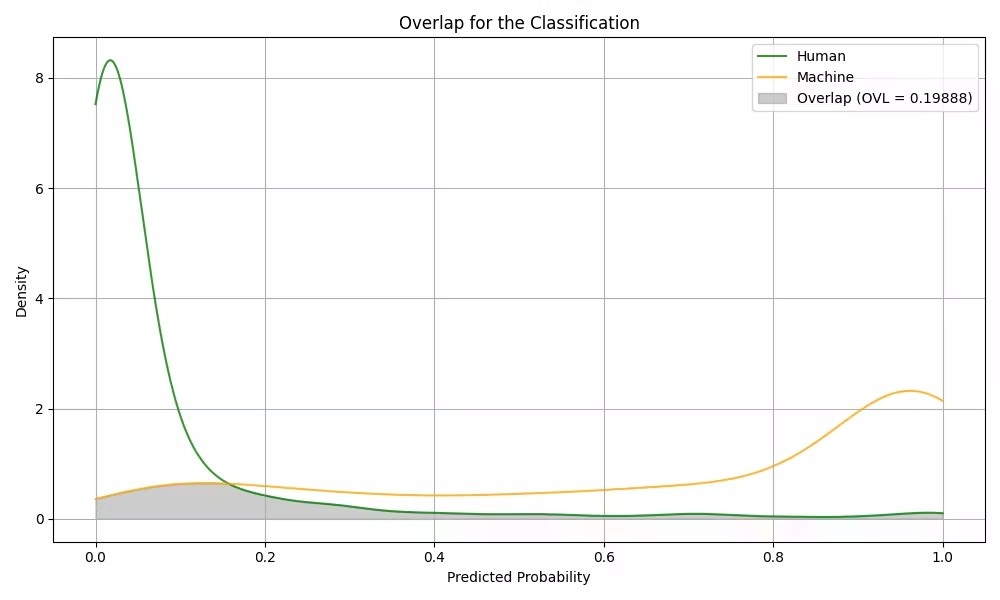 Overlap for the Classification
Human
Machine
Overlap (OVL = 0.19888)
Density
8
6
4
2
0
0.0
0.2
0.4
0.6
0.8
1.0
Predicted Probability